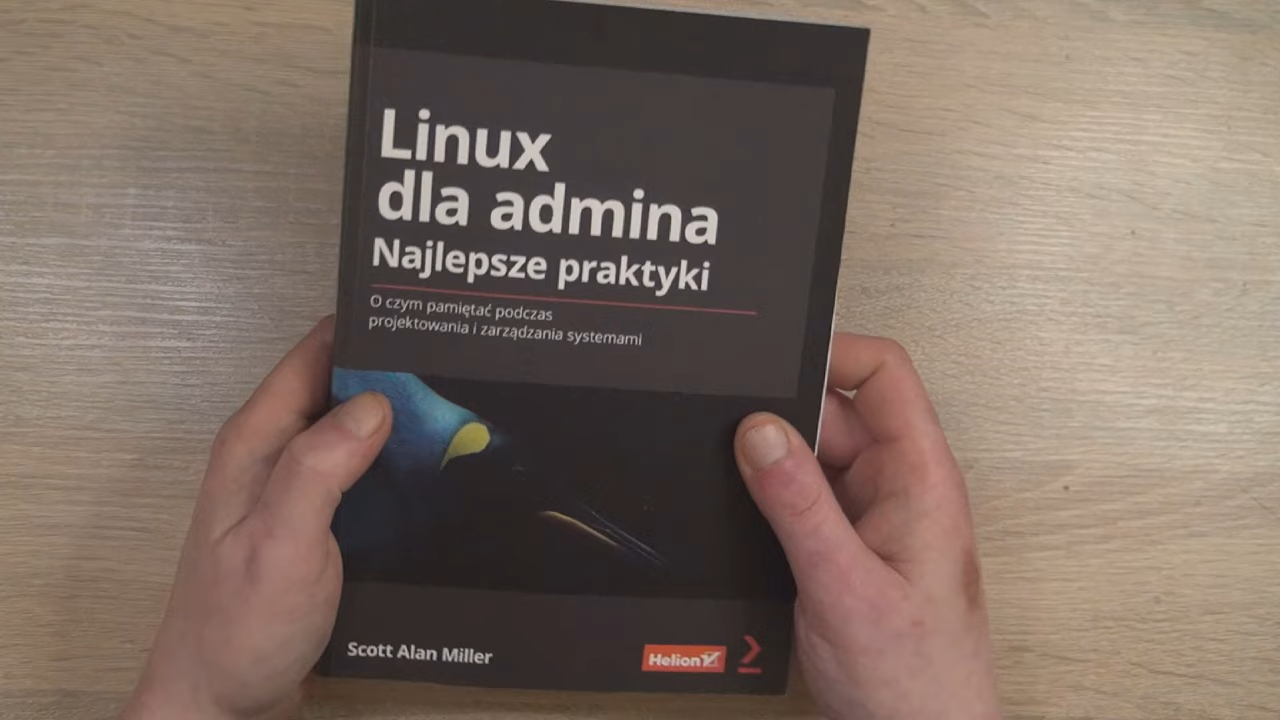 Linux
dla admina
Najlepsze praktyki
O czym pamiętać podczas
projektowania i zarządzania systemami
Scott Alan Miller
Helion